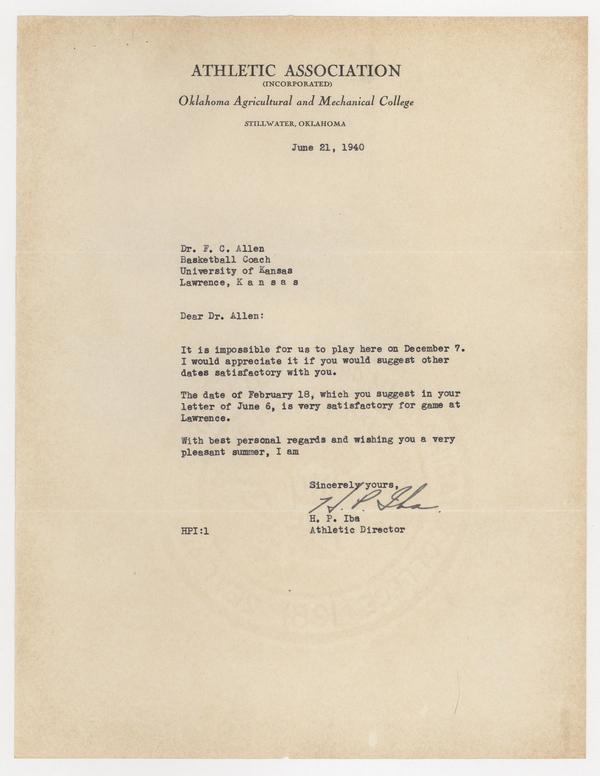 ATHLETIC ASSOCIATION
(INCORPORATED)
Oklahoma Agricultural and Mechanical College
STILLWATER, OKLAHOMA
June 21, 1940
Dr. F. C. Allen
Basketball Coach
University of Kansas
Lawrence, K a n s a s
Dear Dr. Allen:
It is impossible for us to play here on December 7.
I would appreciate it if you would suggest other
dates satisfactory with you.
The date of February 18, which you suggest in your
letter of June 6, is very satisfactory for game at
Lawrence.
With best personal regards and wishing you a very
pleasant summer, I am
Sincerely yours,
H. P. Iba.
H. P. Iba
HPI:l Athletic Director